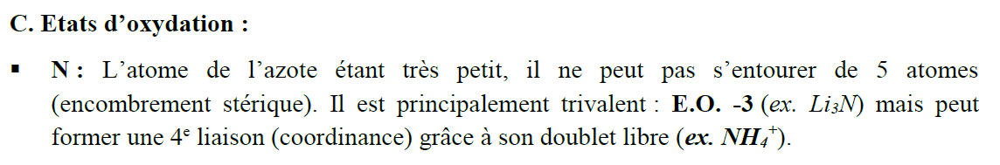 C. Etats d’oxydation :
▪ N : L’atome de l’azote étant très petit, il ne peut pas s’entourer de 5 atomes
(encombrement stérique). Il est principalement trivalent : E.O. -3 (ex. Li₃N) mais peut
former une 4ᵉ liaison (coordinance) grâce à son doublet libre (ex. NH₄⁺).